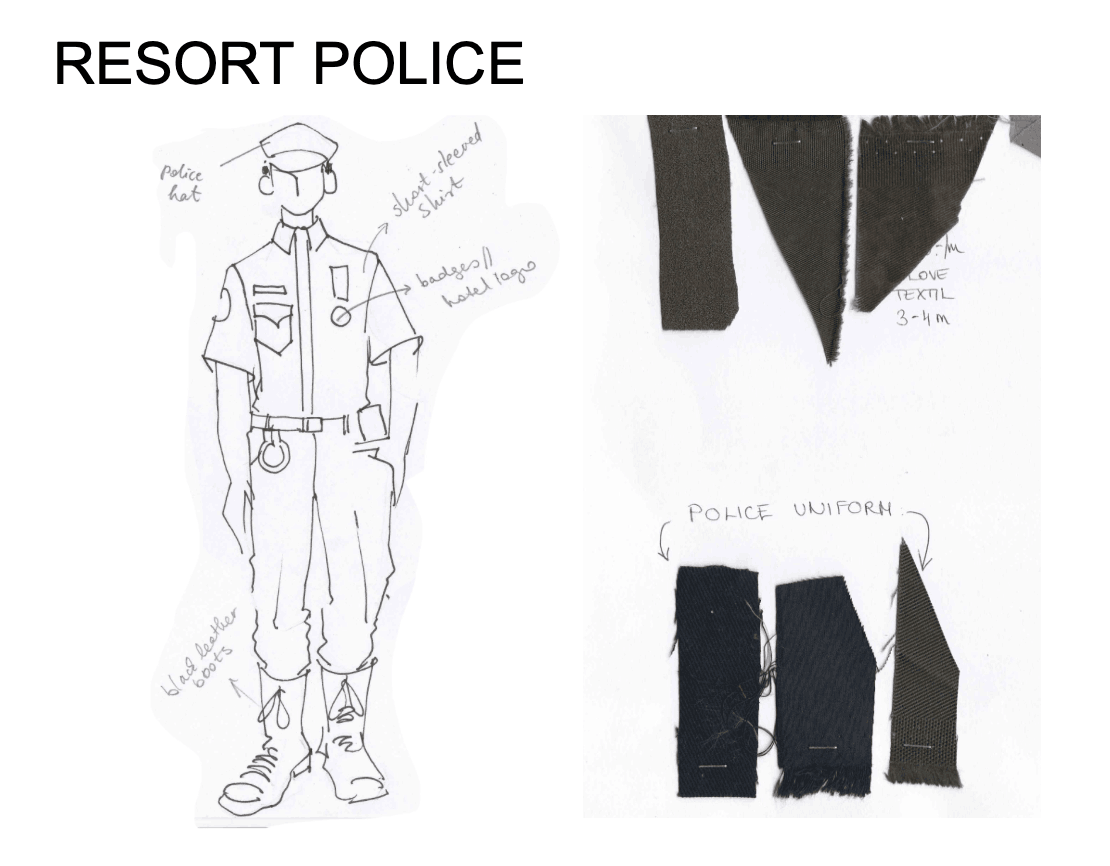 RESORT POLICE
Police
hat
short-sleeved
shirt
badges//
hotel logo
black leather
boots
-/m
LOVE
TEXTIL
3-4 m
POLICE UNIFORM